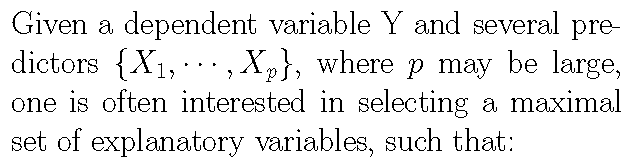 Given a dependent variable Y and several pre-
dictors {X₁, ⋯ , Xₚ}, where p may be large,
one is often interested in selecting a maximal
set of explanatory variables, such that: